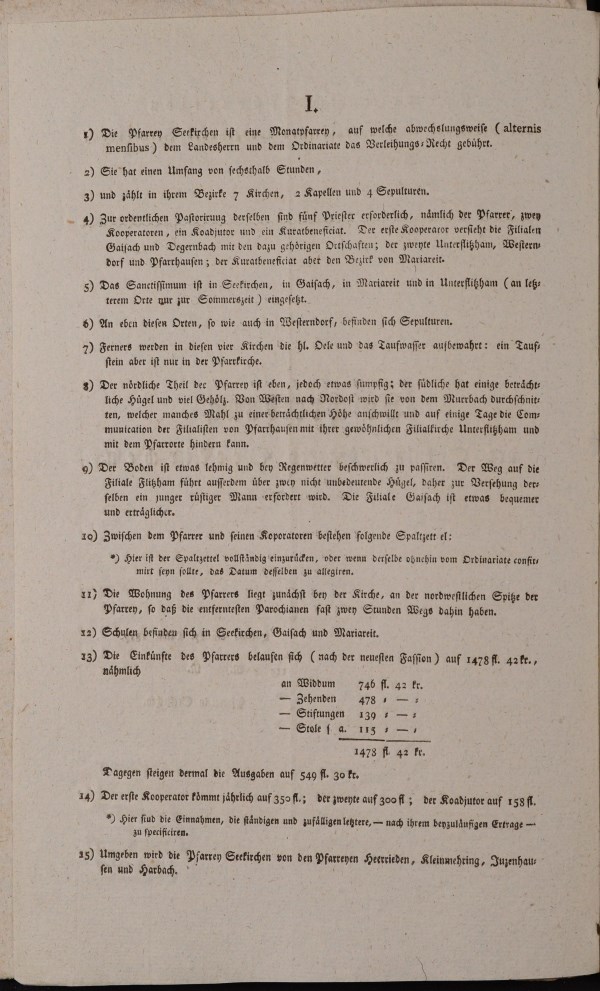 I.
1) Die Pfarrey Seekirchen ist eine Monatpfarrey, auf welche abwechslungsweise (alternis
mensibus) dem Landesherrn und dem Ordinariate das Verleihungs-Recht gebührt.
2) Sie hat einen Umfang von sechsthalb Stunden,
3) und zählt in ihrem Bezirke 7 Kirchen, 2 Kapellen und 4 Sepulturen.
4) Zur ordentlichen Pastorirung derselben sind fünf Priester erforderlich, nämlich der Pfarrer, zwey
Kooperatoren, ein Koadjutor und ein Kuratbeneficiat. Der erste Kooperator versieht die Filialen
Gaisach und Degernbach mit den dazu gehörigen Ortschaften; der zweyte Unterflitzham, Western-
dorf und Pfarrhausen; der Kuratbeneficiat aber den Bezirk von Mariareit.
5) Das Sanctissimum ist in Seekirchen, in Gaisach, in Mariareit und in Unterflitzham (an letz-
terem Orte nur zur Sommerszeit) eingesetzt.
6) An eben diesen Orten, so wie auch in Westerndorf, befinden sich Sepulturen.
7) Ferners werden in diesen vier Kirchen die hl. Oele und das Taufwasser aufbewahrt: ein Tauf-
stein aber ist nur in der Pfarrkirche.
8) Der nördliche Theil der Pfarrey ist eben, jedoch etwas sumpfig; der südliche hat einige beträcht-
liche Hügel und viel Gehölz. Von Westen nach Nordost wird sie von dem Murrbach durchschnit-
ten, welcher manches Mahl zu einer beträchtlichen Höhe anschwillt und auf einige Tage die Com-
munication der Filialisten von Pfarrhausen mit ihrer gewöhnlichen Filialkirche Unterflitzham und
mit dem Pfarrorte hindern kann.
9) Der Boden ist etwas lehmig und bey Regenwetter beschwerlich zu passiren. Der Weg auf die
Filiale Flitzham führt ausserdem über zwey nicht unbedeutende Hügel, daher zur Versehung der-
selben ein junger rüstiger Mann erfordert wird. Die Filiale Gaisach ist etwas bequemer
und erträglicher.
10) Zwischen dem Pfarrer und seinen Koporatoren bestehen folgende Spaltzett el:
*) Hier ist der Spaltzettel vollständig einzurücken, oder wenn derselbe ohnehin vom Ordinariate confir-
mirt seyn sollte, das Datum desselben zu allegiren.
11) Die Wohnung des Pfarrers liegt zunächst bey der Kirche, an der nordwestlichen Spitze der
Pfarrey, so daß die entferntesten Parochianen fast zwey Stunden Wegs dahin haben.
12) Schulen befinden sich in Seekirchen, Gaisach und Mariareit.
13) Die Einkünfte des Pfarrers belaufen sich (nach der neuesten Fassion) auf 1478 fl. 42 kr.,
nähmlich
an Widdum 746 fl. 42 kr.
— Zehenden 478 „ — „
— Stiftungen 139 „ — „
— Stole s. a. 115 „ — „
1478 fl 42 kr.
Dagegen steigen dermal die Ausgaben auf 549 fl. 30 kr.
14) Der erste Kooperator kömmt jährlich auf 350 fl.; der zweyte auf 300 fl; der Koadjutor auf 158 fl.
*) Hier sind die Einnahmen, die ständigen und zufälligen letztere, — nach ihrem beyzuläufigen Ertrage —
zu specificiren.
15) Umgeben wird die Pfarrey Seekirchen von den Pfarreyen Heerrieden, Kleinmehring, Juzenhau-
sen und Harbach.